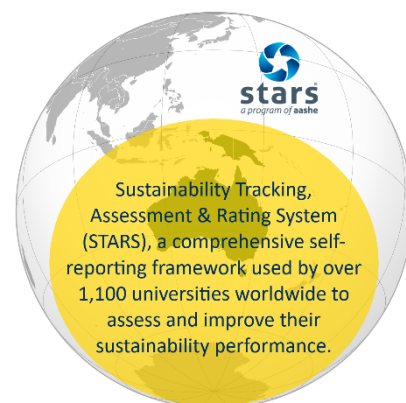 stars
a program of aashe
Sustainability Tracking,
Assessment & Rating System
(STARS), a comprehensive self-
reporting framework used by over
1,100 universities worldwide to
assess and improve their
sustainability performance.